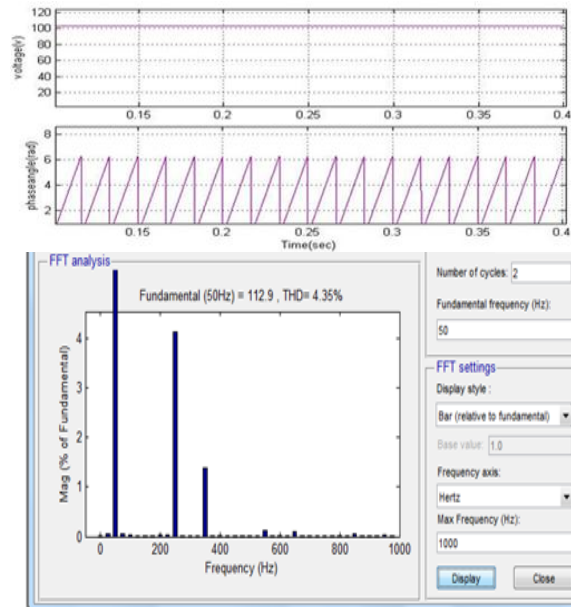 voltage(v)
120
100
80
60
40
20
0.15 0.2 0.25 0.3 0.35 0.4
phaseangle(rad)
8
6
4
2
0.15 0.2 0.25 0.3 0.35 0.4
Time(sec)
FFT analysis
Fundamental (50Hz) = 112.9 , THD= 4.35%
Mag (% of Fundamental)
4
3
2
1
0
0 200 400 600 800 1000
Frequency (Hz)
Number of cycles: 2
Fundamental frequency (Hz):
50
FFT settings
Display style :
Bar (relative to fundamental)
Base value: 1.0
Frequency axis:
Hertz
Max Frequency (Hz):
1000
Display Close